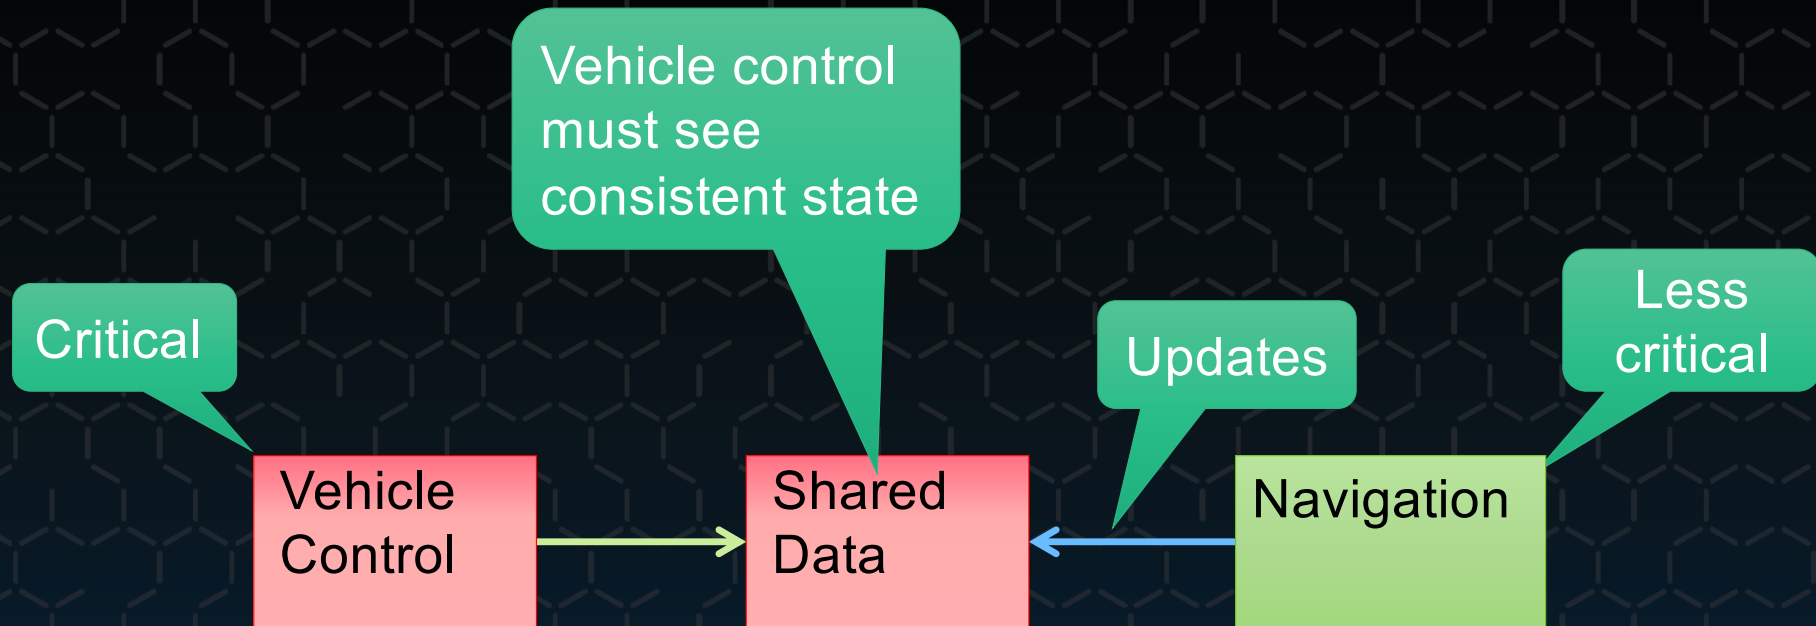 Vehicle control
must see
consistent state
Critical
Updates
Less
critical
Vehicle
Control
Shared
Data
Navigation